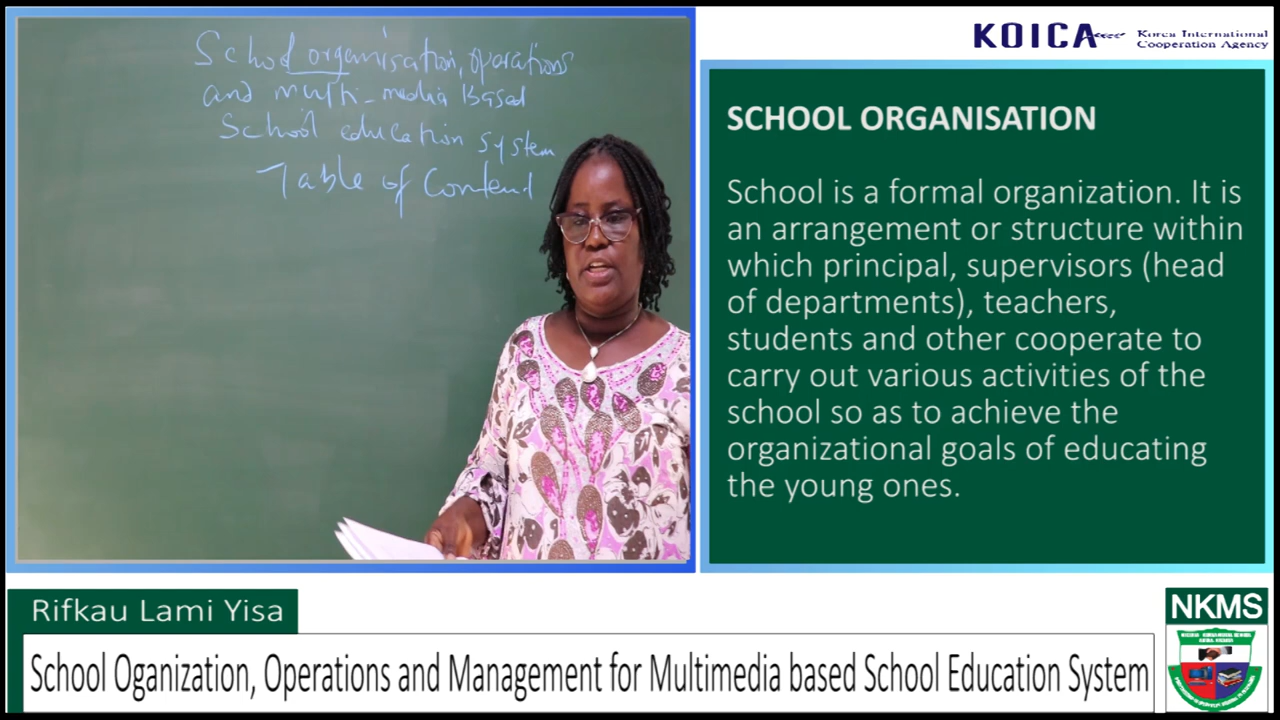 School organisation, operations
and multi-media Based
School education system
Table of Content
KOICA
Korea International
Cooperation Agency
SCHOOL ORGANISATION
School is a formal organization. It is
an arrangement or structure within
which principal, supervisors (head
of departments), teachers,
students and other cooperate to
carry out various activities of the
school so as to achieve the
organizational goals of educating
the young ones.
Rifkau Lami Yisa
School Oganization, Operations and Management for Multimedia based School Education System
NKMS